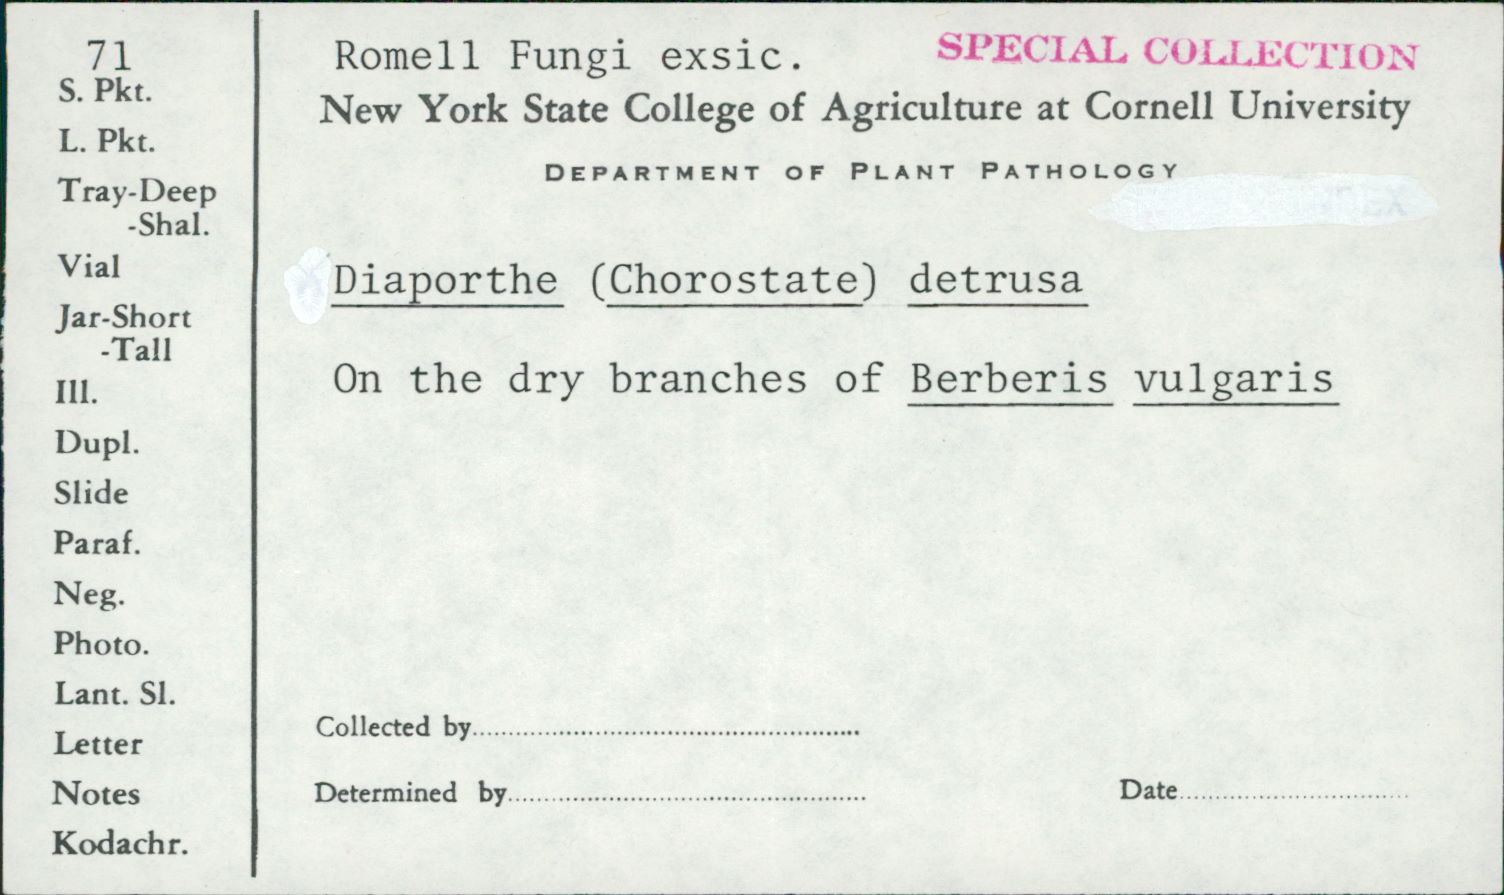 71
S. Pkt.
L. Pkt.
Tray-Deep
-Shal.
Vial
Jar-Short
-Tall
Ill.
Dupl.
Slide
Paraf.
Neg.
Photo.
Lant. Sl.
Letter
Notes
Kodachr.
Romell Fungi exsic. SPECIAL COLLECTION
New York State College of Agriculture at Cornell University
DEPARTMENT OF PLANT PATHOLOGY
Diaporthe (Chorostate) detrusa
On the dry branches of Berberis vulgaris
Collected by
Determined by
Date